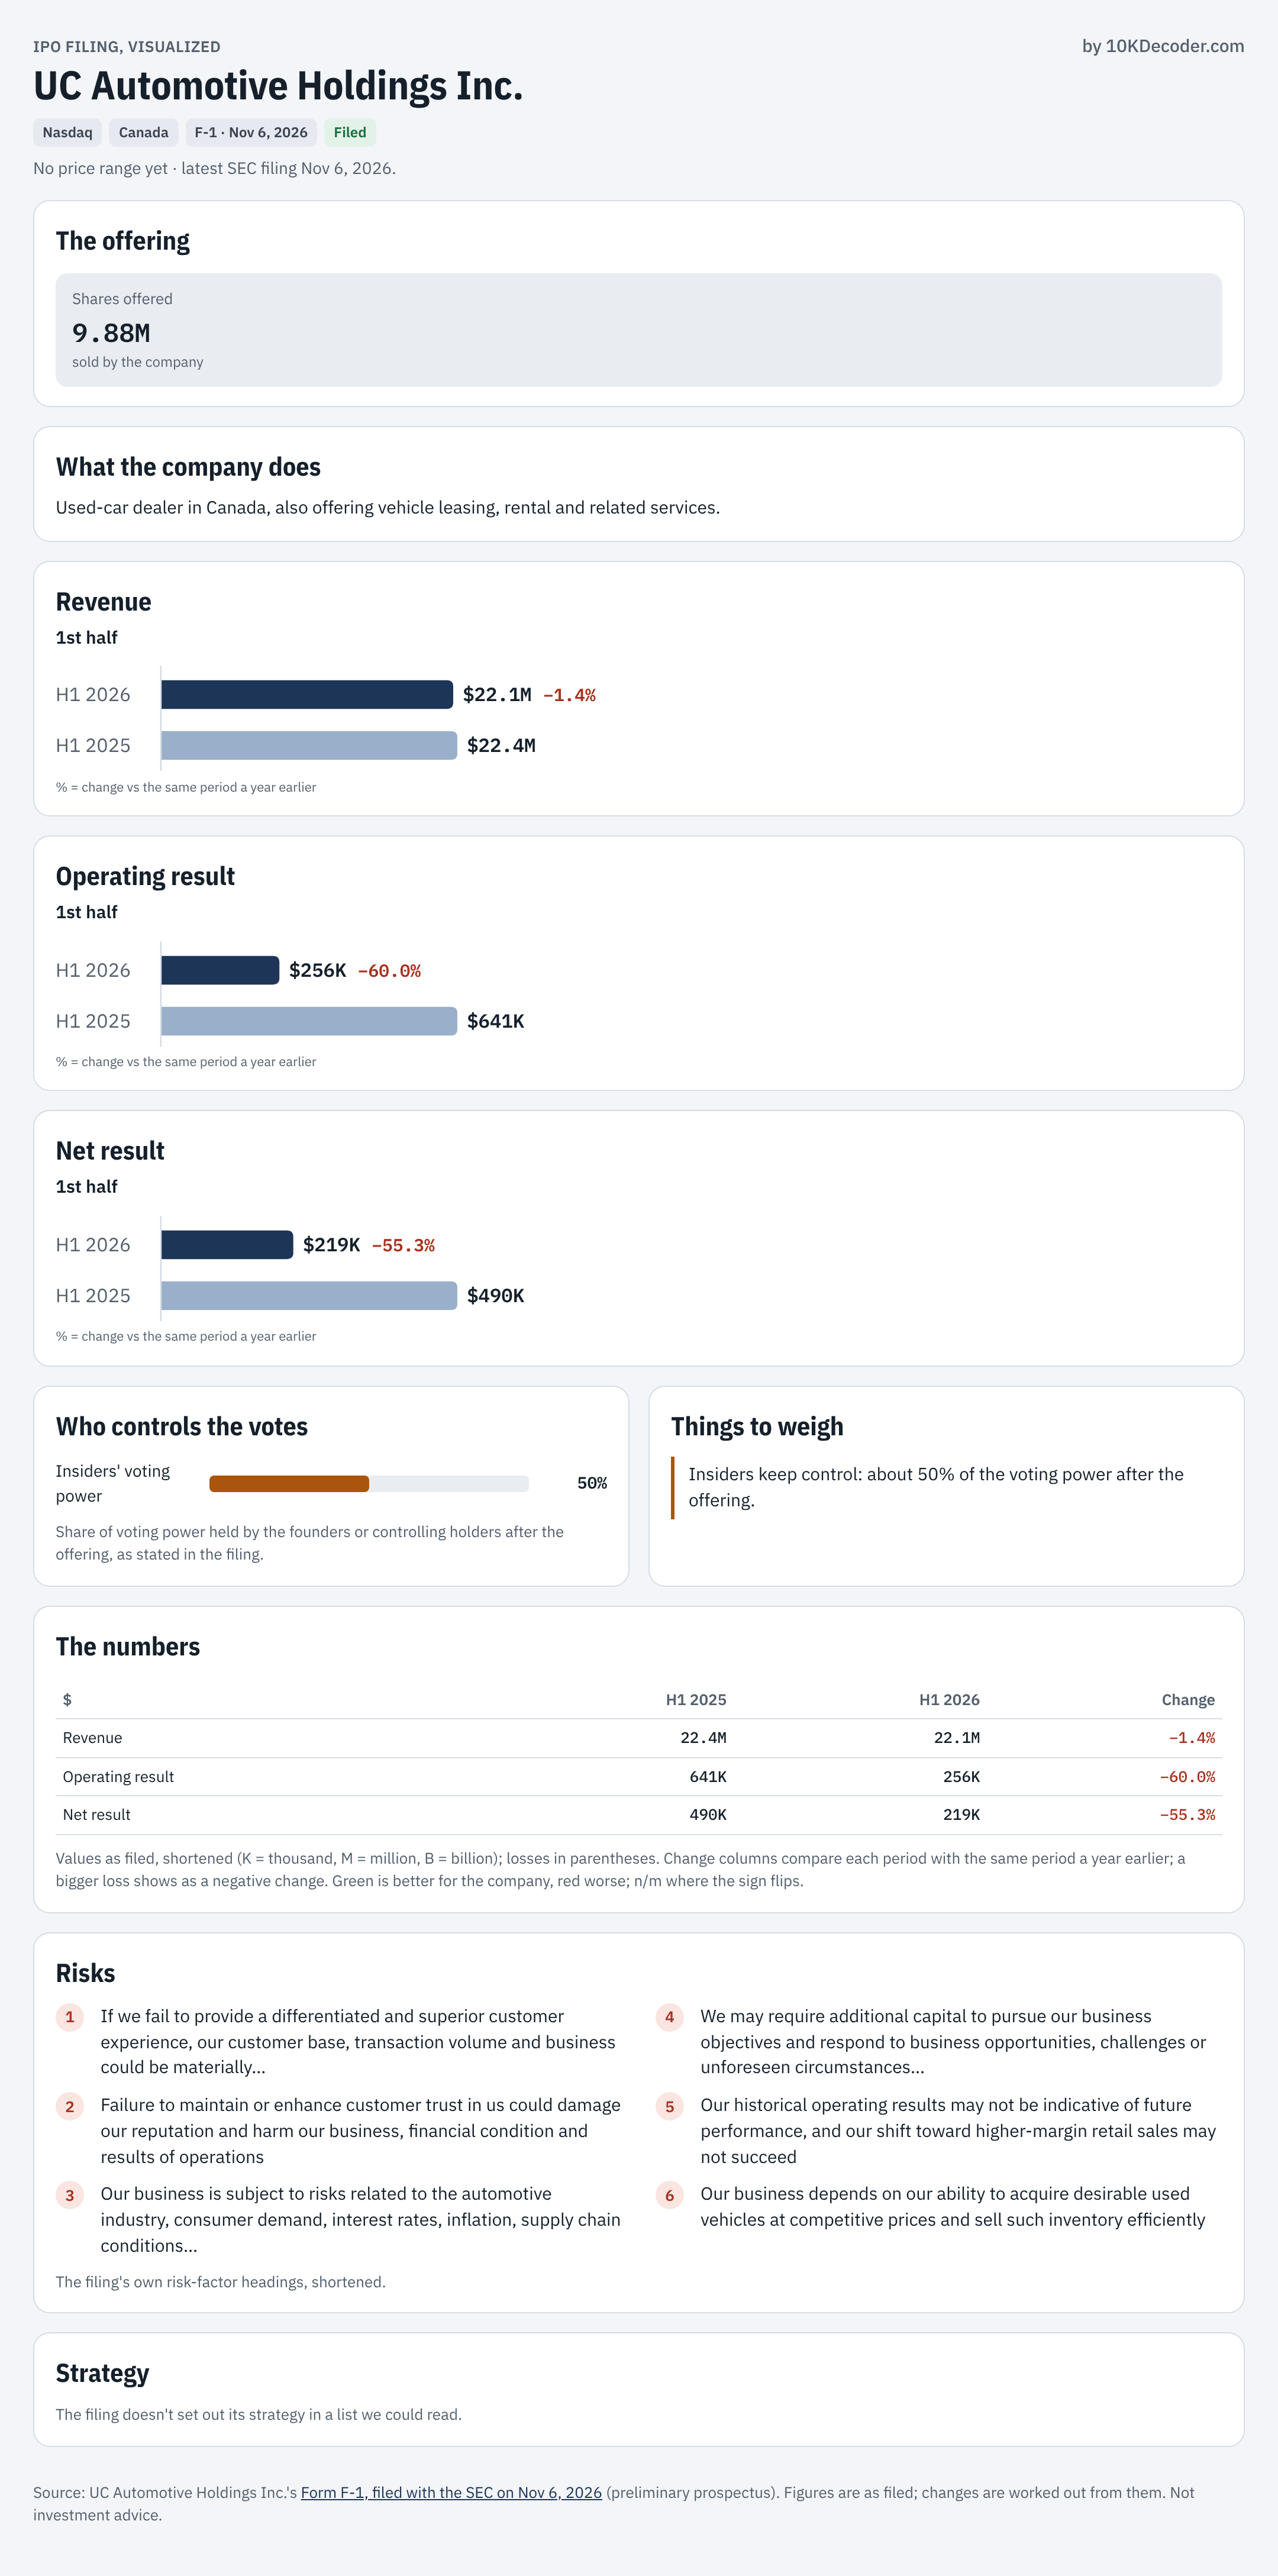 IPO FILING, VISUALIZED
by 10KDecoder.com
UC Automotive Holdings Inc.
Nasdaq
Canada
F-1 · Nov 6, 2026
Filed
No price range yet · latest SEC filing Nov 6, 2026.
The offering
Shares offered
9.88M
sold by the company
What the company does
Used-car dealer in Canada, also offering vehicle leasing, rental and related services.
Revenue
1st half
H1 2026 $22.1M −1.4%
H1 2025 $22.4M
% = change vs the same period a year earlier
Operating result
1st half
H1 2026 $256K −60.0%
H1 2025 $641K
% = change vs the same period a year earlier
Net result
1st half
H1 2026 $219K −55.3%
H1 2025 $490K
% = change vs the same period a year earlier
Who controls the votes
Insiders' voting
power
50%
Share of voting power held by the founders or controlling holders after the
offering, as stated in the filing.
Things to weigh
Insiders keep control: about 50% of the voting power after the
offering.
The numbers
$ H1 2025 H1 2026 Change
Revenue 22.4M 22.1M −1.4%
Operating result 641K 256K −60.0%
Net result 490K 219K −55.3%
Values as filed, shortened (K = thousand, M = million, B = billion); losses in parentheses. Change columns compare each period with the same period a year earlier; a
bigger loss shows as a negative change. Green is better for the company, red worse; n/m where the sign flips.
Risks
1 If we fail to provide a differentiated and superior customer
experience, our customer base, transaction volume and business
could be materially…
2 Failure to maintain or enhance customer trust in us could damage
our reputation and harm our business, financial condition and
results of operations
3 Our business is subject to risks related to the automotive
industry, consumer demand, interest rates, inflation, supply chain
conditions…
4 We may require additional capital to pursue our business
objectives and respond to business opportunities, challenges or
unforeseen circumstances…
5 Our historical operating results may not be indicative of future
performance, and our shift toward higher-margin retail sales may
not succeed
6 Our business depends on our ability to acquire desirable used
vehicles at competitive prices and sell such inventory efficiently
The filing's own risk-factor headings, shortened.
Strategy
The filing doesn't set out its strategy in a list we could read.
Source: UC Automotive Holdings Inc.'s Form F-1, filed with the SEC on Nov 6, 2026 (preliminary prospectus). Figures are as filed; changes are worked out from them. Not
investment advice.